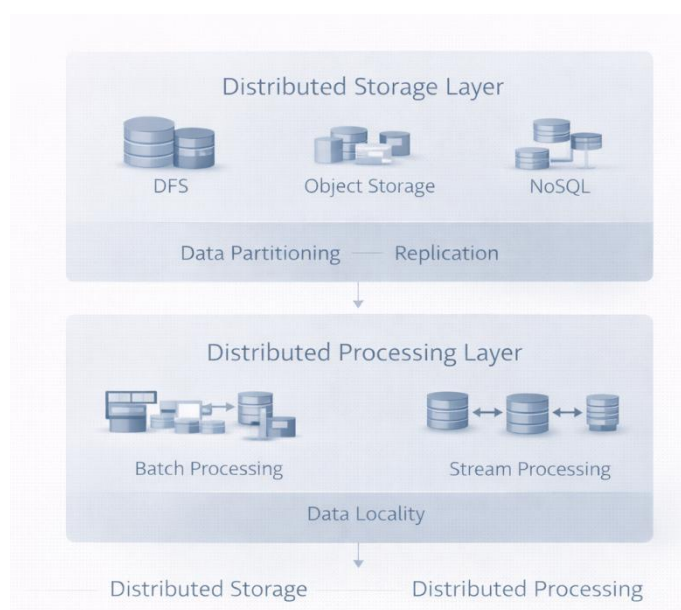 Distributed Storage Layer
DFS Object Storage NoSQL
Data Partitioning Replication
Distributed Processing Layer
Batch Processing Stream Processing
Data Locality
Distributed Storage Distributed Processing